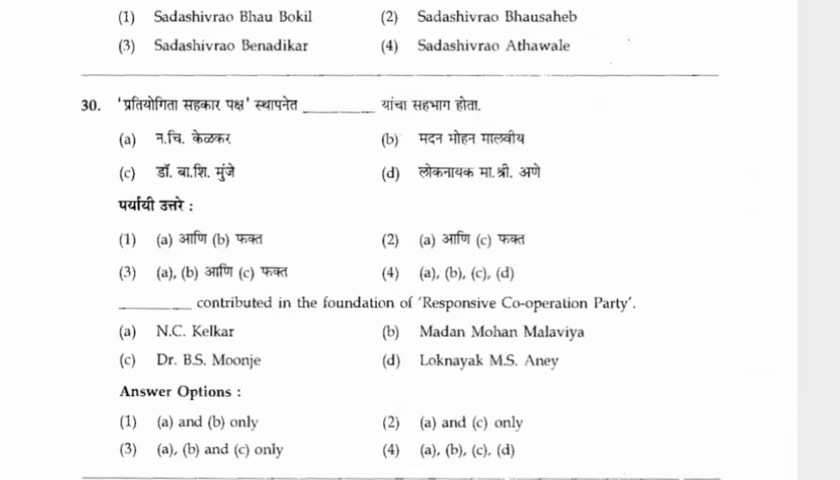 (1) Sadashivrao Bhau Bokil (2) Sadashivrao Bhausaheb
(3) Sadashivrao Benadikar (4) Sadashivrao Athawale
30. 'प्रतियोगिता सहकार पक्ष' स्थापनेत ________ यांचा सहभाग होता.
(a) न.चि. केळकर (b) मदन मोहन मालवीय
(c) डॉ. बा.शि. मुंजे (d) लोकनायक मा.श्री. अणे
पर्यायी उत्तरे :
(1) (a) आणि (b) फक्त (2) (a) आणि (c) फक्त
(3) (a), (b) आणि (c) फक्त (4) (a), (b), (c), (d)
________ contributed in the foundation of 'Responsive Co-operation Party'.
(a) N.C. Kelkar (b) Madan Mohan Malaviya
(c) Dr. B.S. Moonje (d) Loknayak M.S. Aney
Answer Options :
(1) (a) and (b) only (2) (a) and (c) only
(3) (a), (b) and (c) only (4) (a), (b), (c), (d)